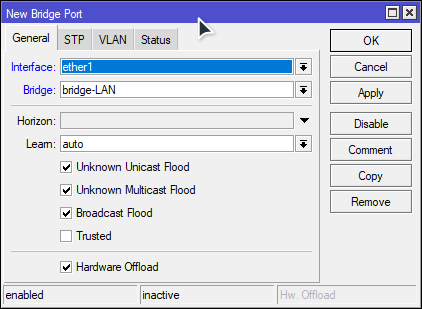 New Bridge Port
General STP VLAN Status
Interface: ether1
Bridge: bridge-LAN
Horizon:
Learn: auto
Unknown Unicast Flood
Unknown Multicast Flood
Broadcast Flood
Trusted
Hardware Offload
OK
Cancel
Apply
Disable
Comment
Copy
Remove
enabled inactive Hw. Offload